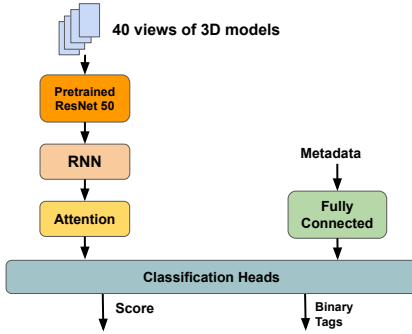 40 views of 3D models
Pretrained
ResNet 50
RNN
Attention
Metadata
Fully
Connected
Classification Heads
Score
Binary
Tags